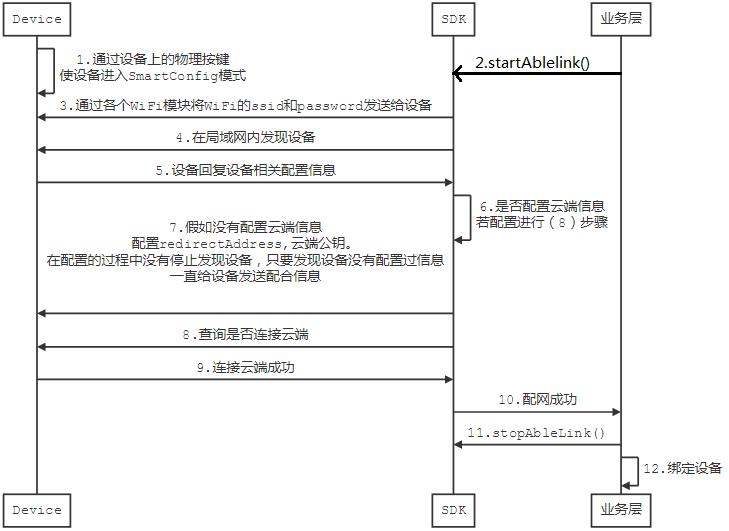 Device
SDK
业务层
1.通过设备上的物理按键
使设备进入SmartConfig模式
2.startAblelink()
3.通过各个WiFi模块将WiFi的ssid和password发送给设备
4.在局域网内发现设备
5.设备回复设备相关配置信息
6.是否配置云端信息
若配置进行（8）步骤
7.假如没有配置云端信息
配置redirectAddress,云端公钥。
在配置的过程中没有停止发现设备，只要发现设备没有配置过信息
一直给设备发送配合信息
8.查询是否连接云端
9.连接云端成功
10.配网成功
11.stopAbleLink()
12.绑定设备
Device
SDK
业务层